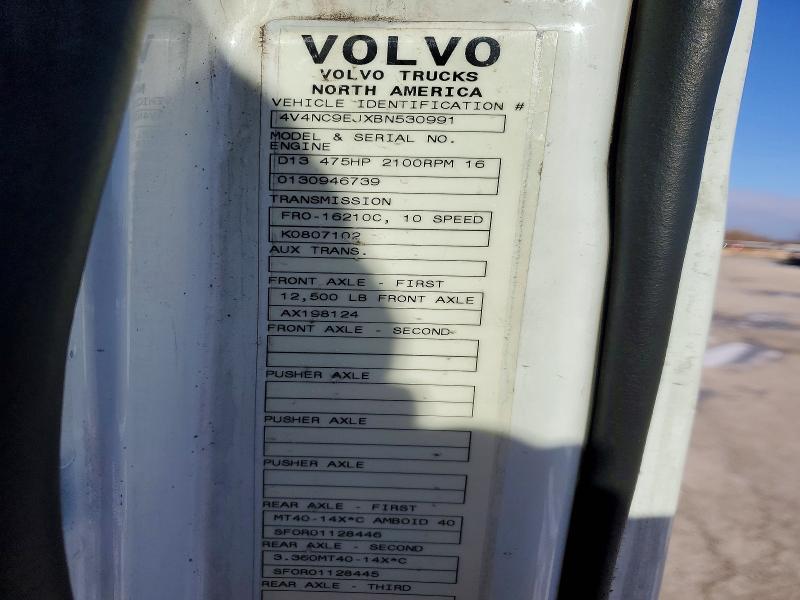 VOLVO
VOLVO TRUCKS
NORTH AMERICA
VEHICLE IDENTIFICATION #
4V4NC9EJXBN530991
MODEL & SERIAL NO.
ENGINE
D13 475HP 2100RPM 16
0130946739
TRANSMISSION
FRO-16210C, 10 SPEED
K0807102
AUX TRANS.
FRONT AXLE - FIRST
12,500 LB FRONT AXLE
AX198124
FRONT AXLE - SECOND
PUSHER AXLE
PUSHER AXLE
PUSHER AXLE
REAR AXLE - FIRST
MT40-14X*C AMBOID 40
SFOR01128446
REAR AXLE - SECOND
3.360MT40-14X*C
SFOR01128445
REAR AXLE - THIRD